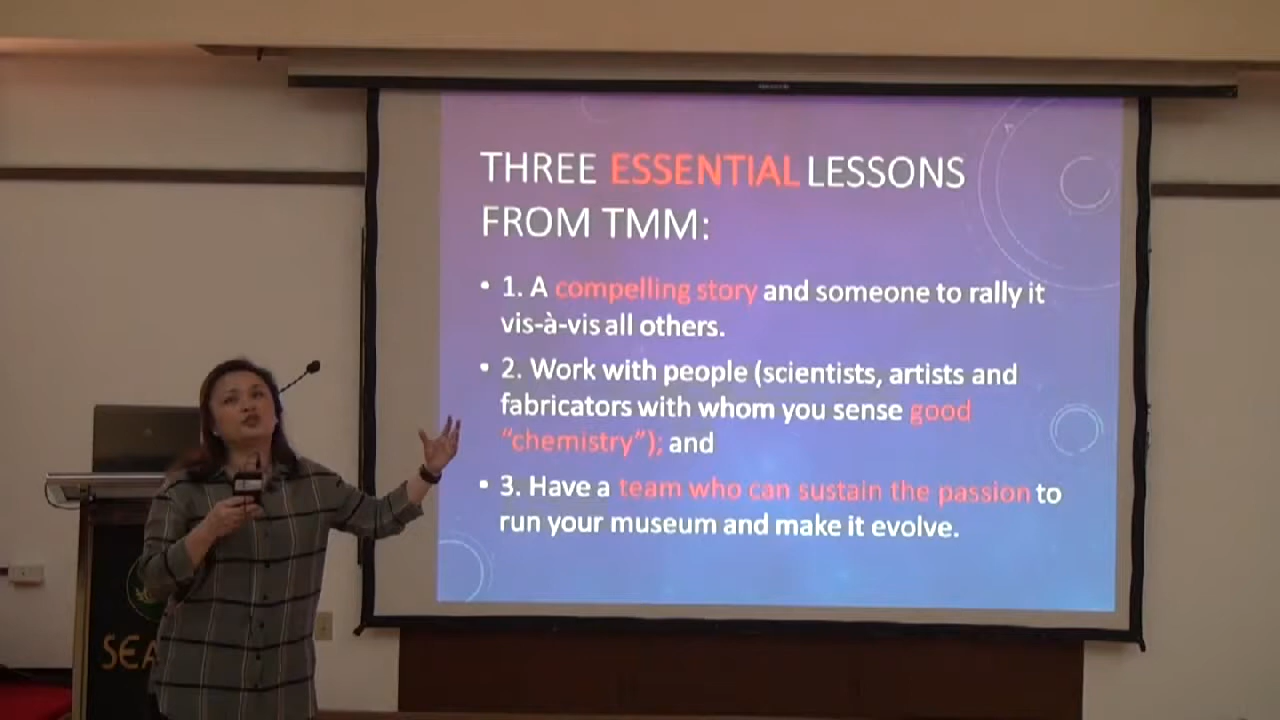 THREE ESSENTIAL LESSONS
FROM TMM:
• 1. A compelling story and someone to rally it
vis-à-vis all others.
• 2. Work with people (scientists, artists and
fabricators with whom you sense good
“chemistry”); and
• 3. Have a team who can sustain the passion to
run your museum and make it evolve.
SEA